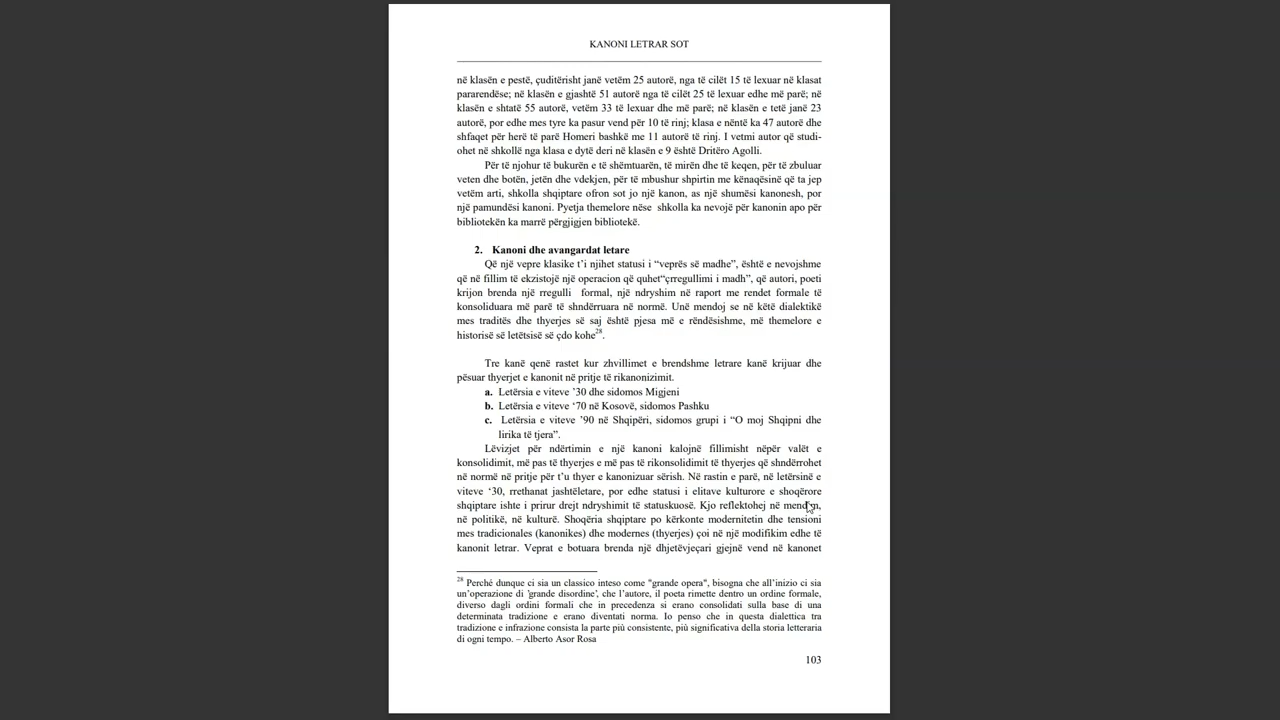 KANONI LETRAR SOT
në klasën e pestë, çuditërisht janë vetëm 25 autorë, nga të cilët 15 të lexuar në klasat
pararendëse; në klasën e gjashtë 51 autorë nga të cilët 25 të lexuar edhe më parë; në
klasën e shtatë 55 autorë, vetëm 33 të lexuar dhe më parë; në klasën e tetë janë 23
autorë, por edhe mes tyre ka pasur vend për 10 të rinj; klasa e nëntë ka 47 autorë dhe
shfaqet për herë të parë Homeri bashkë me 11 autorë të rinj. I vetmi autor që studi-
ohet në shkollë nga klasa e dytë deri në klasën e 9 është Dritëro Agolli.
Për të njohur të bukurën e të shëmtuarën, të mirën dhe të keqen, për të zbuluar
veten dhe botën, jetën dhe vdekjen, për të mbushur shpirtin me kënaqësinë që ta jep
vetëm arti, shkolla shqiptare ofron sot jo një kanon, as një shumësi kanonesh, por
një pamundësi kanoni. Pyetja themelore nëse shkolla ka nevojë për kanonin apo për
bibliotekën ka marrë përgjigjen bibliotekë.
2. Kanoni dhe avangardat letare
Që një vepre klasike t’i njihet statusi i “veprës së madhe”, është e nevojshme
që në fillim të ekzistojë një operacion që quhet“çrregullimi i madh”, që autori, poeti
krijon brenda një rregulli formal, një ndryshim në raport me rendet formale të
konsoliduara më parë të shndërruara në normë. Unë mendoj se në këtë dialektikë
mes traditës dhe thyerjes së saj është pjesa më e rëndësishme, më themelore e
historisë së letëtsisë së çdo kohe28.
Tre kanë qenë rastet kur zhvillimet e brendshme letrare kanë krijuar dhe
pësuar thyerjet e kanonit në pritje të rikanonizimit.
a. Letërsia e viteve ’30 dhe sidomos Migjeni
b. Letërsia e viteve ‘70 në Kosovë, sidomos Pashku
c. Letërsia e viteve ’90 në Shqipëri, sidomos grupi i “O moj Shqipni dhe
lirika të tjera”.
Lëvizjet për ndërtimin e një kanoni kalojnë fillimisht nëpër valët e
konsolidimit, më pas të thyerjes e më pas të rikonsolidimit të thyerjes që shndërrohet
në normë në pritje për t’u thyer e kanonizuar sërish. Në rastin e parë, në letërsinë e
viteve ‘30, rrethanat jashtëletare, por edhe statusi i elitave kulturore e shoqërore
shqiptare ishte i prirur drejt ndryshimit të statuskuosë. Kjo reflektohej në
në politikë, në kulturë. Shoqëria shqiptare po kërkonte modernitetin dhe tensioni
mes tradicionales (kanonikes) dhe modernes (thyerjes) çoi në një modifikim edhe të
kanonit letrar. Veprat e botuara brenda një dhjetëvjeçari gjejnë vend në kanonet
28 Perché dunque ci sia un classico inteso come "grande opera", bisogna che all’inizio ci sia
un’operazione di 'grande disordine', che l’autore, il poeta rimette dentro un ordine formale,
diverso dagli ordini formali che in precedenza si erano consolidati sulla base di una
determinata tradizione e erano diventati norma. Io penso che in questa dialettica tra
tradizione e infrazione consista la parte più consistente, più significativa della storia letteraria
di ogni tempo. – Alberto Asor Rosa
103